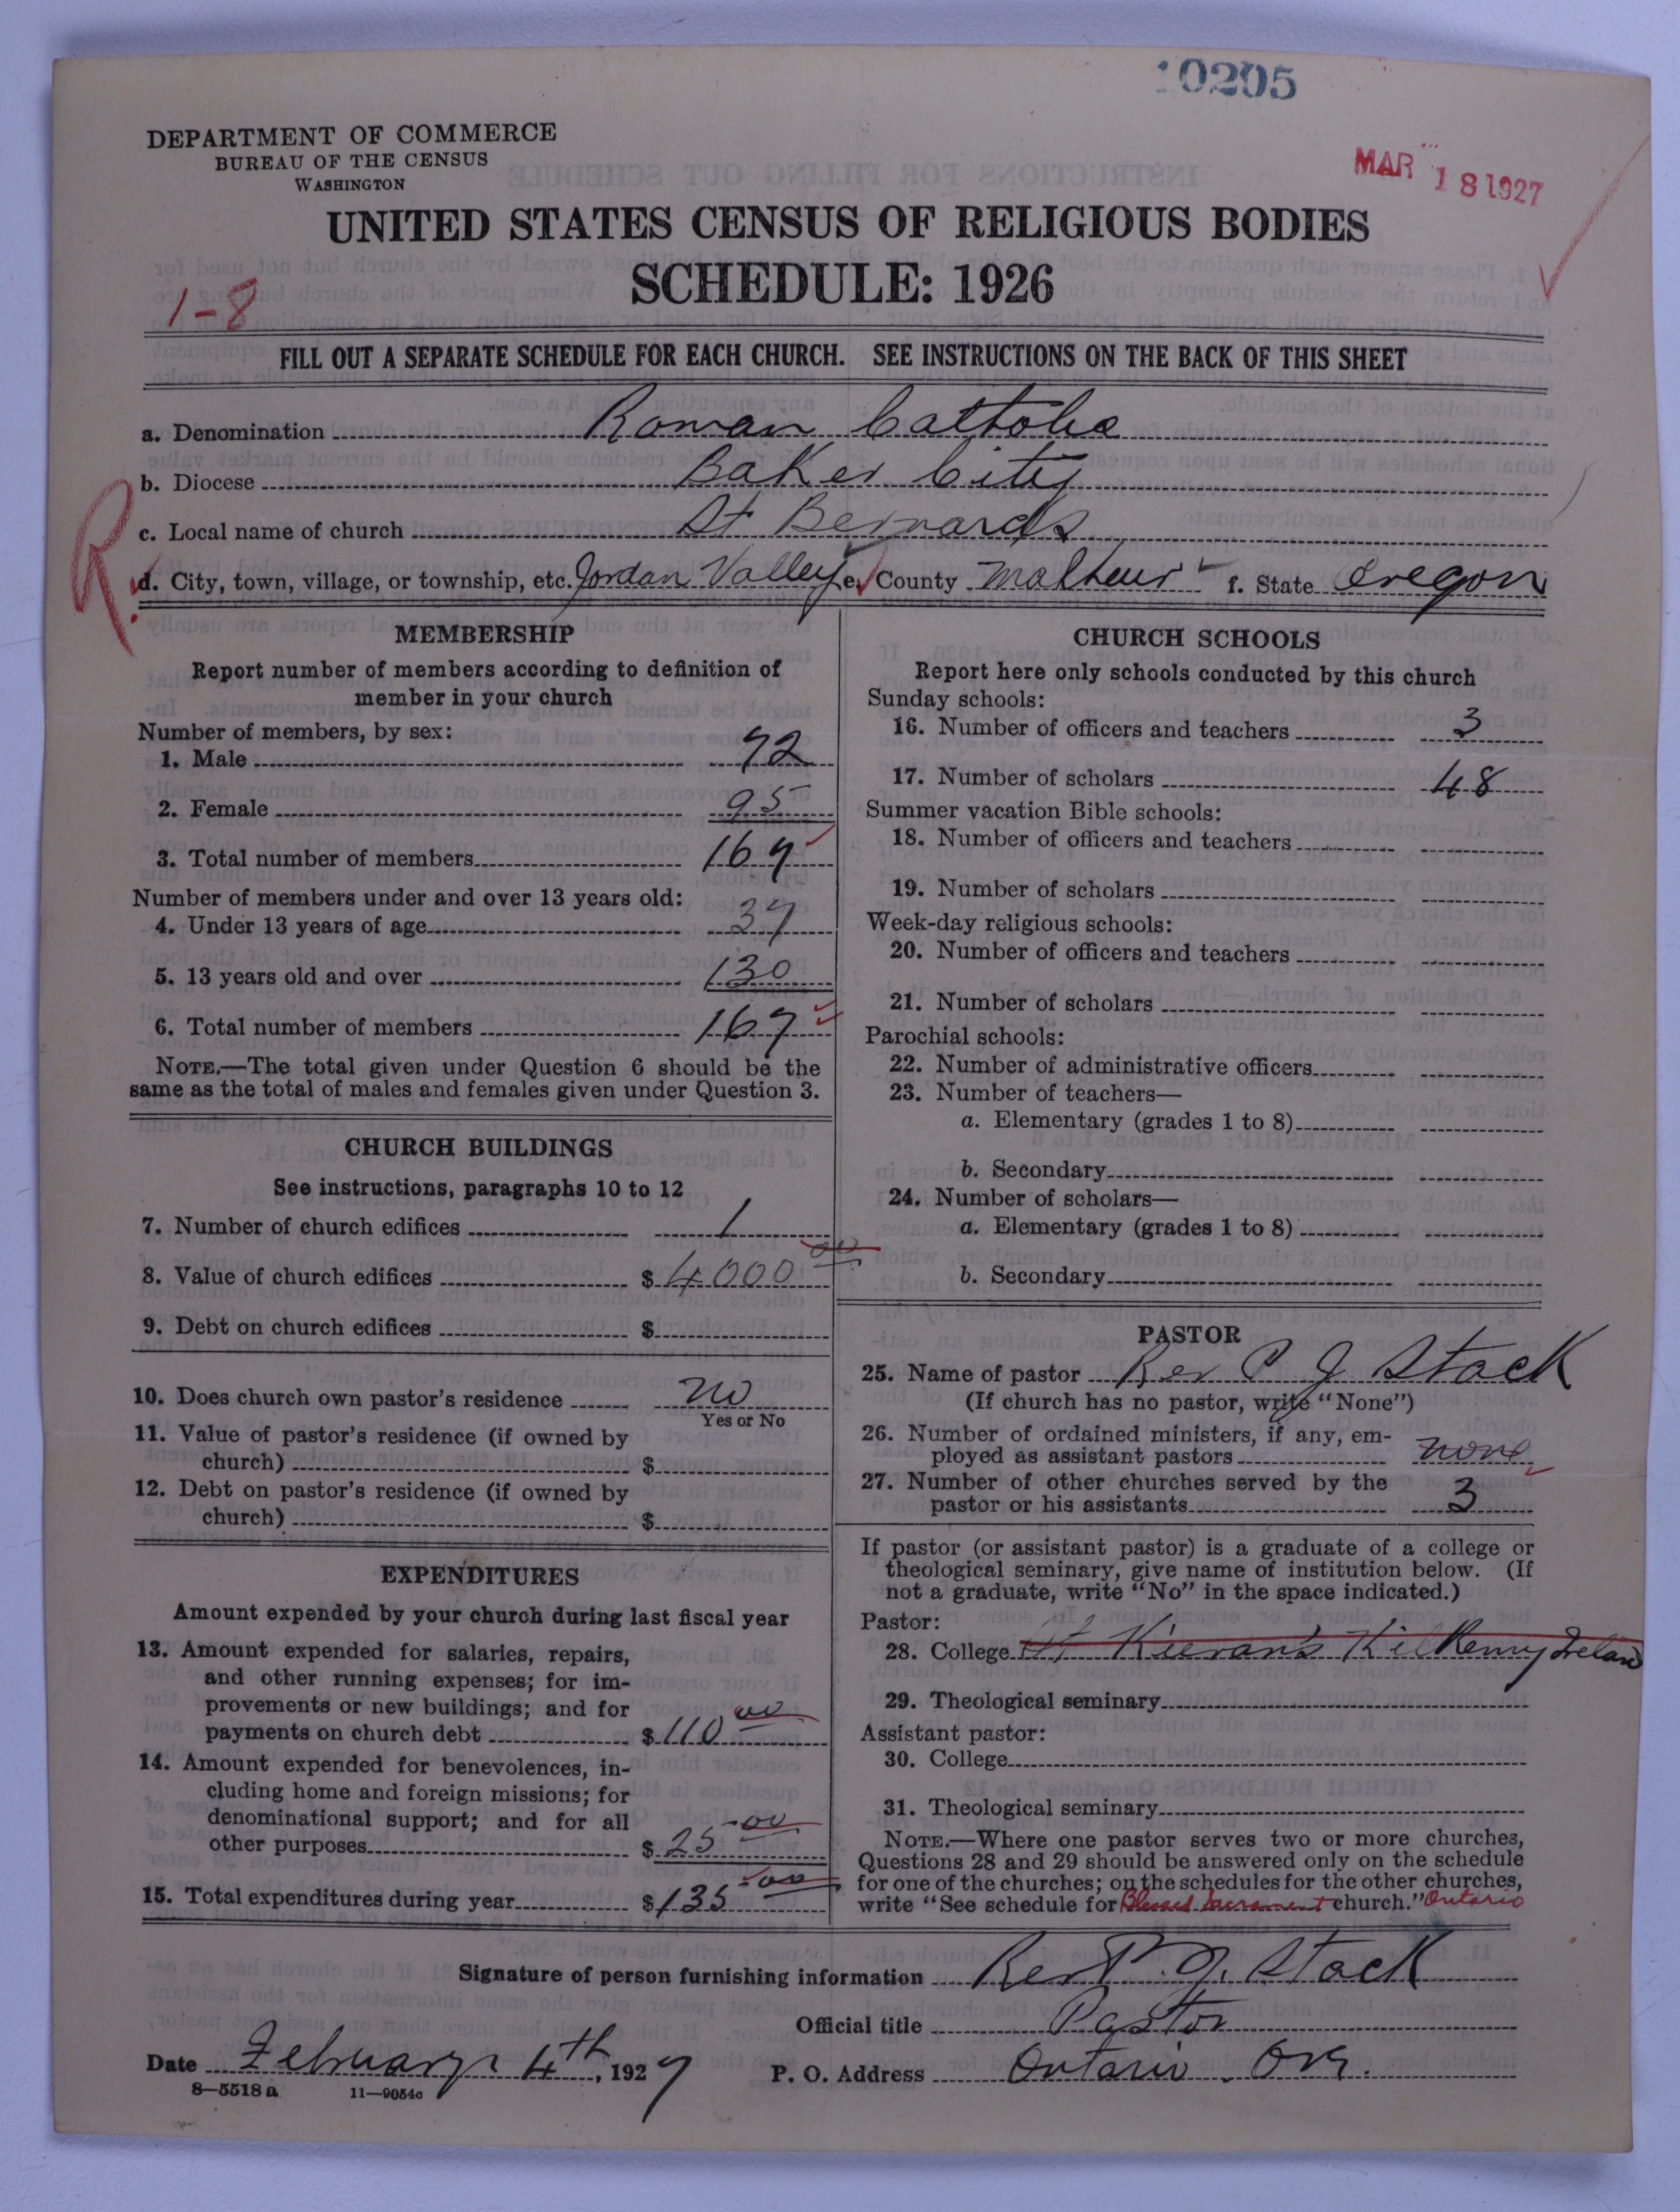 10205
DEPARTMENT OF COMMERCE
BUREAU OF THE CENSUS
WASHINGTON
MAR 18 1927
UNITED STATES CENSUS OF RELIGIOUS BODIES
SCHEDULE: 1926
1-8
FILL OUT A SEPARATE SCHEDULE FOR EACH CHURCH. SEE INSTRUCTIONS ON THE BACK OF THIS SHEET
a. Denomination Roman Catholic
b. Diocese Baker City
c. Local name of church St Bernards
R.
d. City, town, village, or township, etc. Jordan Valley e. County Malheur f. State Oregon
MEMBERSHIP
Report number of members according to definition of
member in your church
Number of members, by sex:
1. Male 72
2. Female 95
3. Total number of members 167
Number of members under and over 13 years old:
4. Under 13 years of age 37
5. 13 years old and over 130
6. Total number of members 167
NOTE.—The total given under Question 6 should be the
same as the total of males and females given under Question 3.
CHURCH BUILDINGS
See instructions, paragraphs 10 to 12
7. Number of church edifices 1
8. Value of church edifices $ 4000 00
9. Debt on church edifices $
10. Does church own pastor's residence no
Yes or No
11. Value of pastor's residence (if owned by
church) $
12. Debt on pastor's residence (if owned by
church) $
EXPENDITURES
Amount expended by your church during last fiscal year
13. Amount expended for salaries, repairs,
and other running expenses; for im-
provements or new buildings; and for
payments on church debt $ 110 00
14. Amount expended for benevolences, in-
cluding home and foreign missions; for
denominational support; and for all
other purposes $ 25 00
15. Total expenditures during year $ 135 00
CHURCH SCHOOLS
Report here only schools conducted by this church
Sunday schools:
16. Number of officers and teachers 3
17. Number of scholars 48
Summer vacation Bible schools:
18. Number of officers and teachers
19. Number of scholars
Week-day religious schools:
20. Number of officers and teachers
21. Number of scholars
Parochial schools:
22. Number of administrative officers
23. Number of teachers—
a. Elementary (grades 1 to 8)
b. Secondary
24. Number of scholars—
a. Elementary (grades 1 to 8)
b. Secondary
PASTOR
25. Name of pastor Rev P J Stack
(If church has no pastor, write "None")
26. Number of ordained ministers, if any, em-
ployed as assistant pastors none
27. Number of other churches served by the
pastor or his assistants 3
If pastor (or assistant pastor) is a graduate of a college or
theological seminary, give name of institution below. (If
not a graduate, write "No" in the space indicated.)
Pastor:
28. College St Kieran's Kilkenny Ireland
29. Theological seminary
Assistant pastor:
30. College
31. Theological seminary
NOTE.—Where one pastor serves two or more churches,
Questions 28 and 29 should be answered only on the schedule
for one of the churches; on the schedules for the other churches,
write "See schedule for Blessed Sacrament church." Ontario
Signature of person furnishing information Rev P. J. Stack
Official title Pastor
Date February 4th, 1927 P. O. Address Ontario Ore.
8—5518a 11—9054c